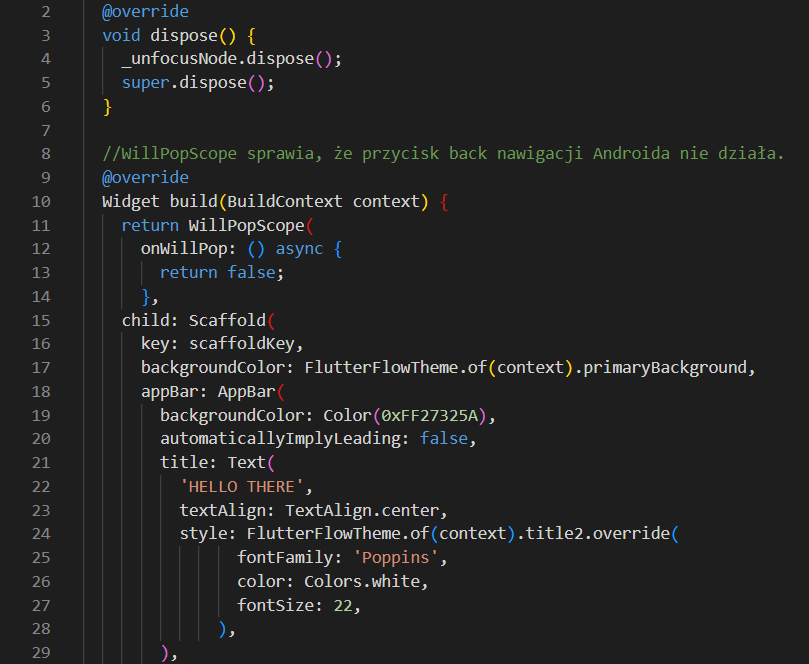 2 @override
3 void dispose() {
4 _unfocusNode.dispose();
5 super.dispose();
6 }
7
8 //WillPopScope sprawia, że przycisk back nawigacji Androida nie działa.
9 @override
10 Widget build(BuildContext context) {
11 return WillPopScope(
12 onWillPop: () async {
13 return false;
14 },
15 child: Scaffold(
16 key: scaffoldKey,
17 backgroundColor: FlutterFlowTheme.of(context).primaryBackground,
18 appBar: AppBar(
19 backgroundColor: Color(0xFF27325A),
20 automaticallyImplyLeading: false,
21 title: Text(
22 'HELLO THERE',
23 textAlign: TextAlign.center,
24 style: FlutterFlowTheme.of(context).title2.override(
25 fontFamily: 'Poppins',
26 color: Colors.white,
27 fontSize: 22,
28 ),
29 ),